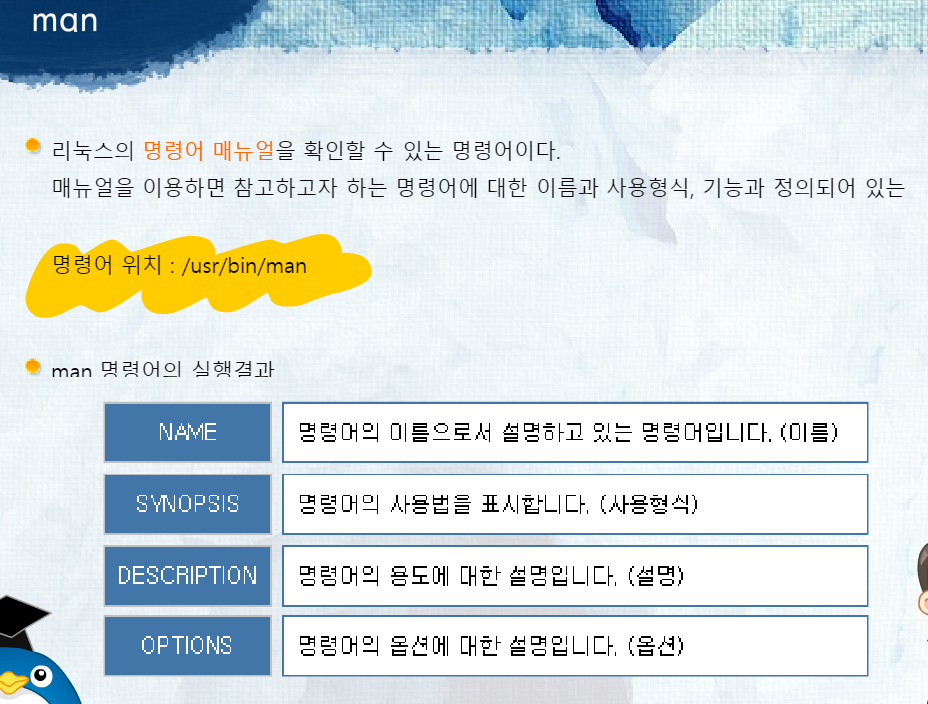 man
리눅스의 명령어 매뉴얼을 확인할 수 있는 명령어이다.
매뉴얼을 이용하면 참고하고자 하는 명령어에 대한 이름과 사용형식, 기능과 정의되어 있는
명령어 위치 : /usr/bin/man
man 명령어의 실행결과
NAME 명령어의 이름으로서 설명하고 있는 명령어입니다. (이름)
SYNOPSIS 명령어의 사용법을 표시합니다. (사용형식)
DESCRIPTION 명령어의 용도에 대한 설명입니다. (설명)
OPTIONS 명령어의 옵션에 대한 설명입니다. (옵션)